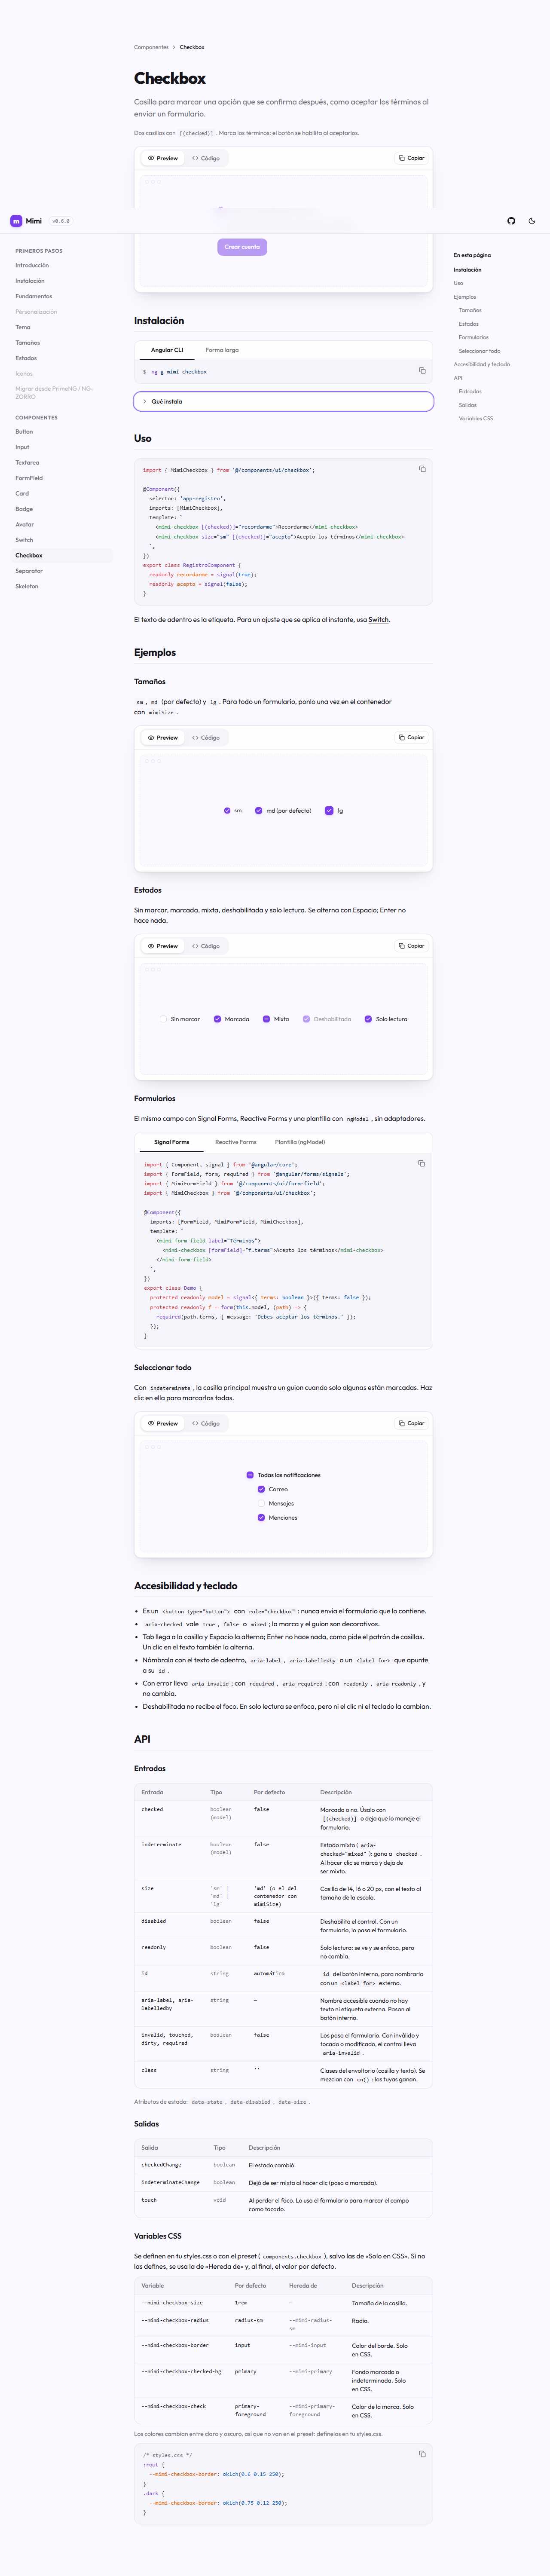 Componentes > Checkbox
Checkbox
Casilla para marcar una opción que se confirma después, como aceptar los términos al
enviar un formulario.
Dos casillas con [(checked)] . Marca los términos: el botón se habilita al aceptarlos.
Preview
Código
Copiar
m Mimi v0.6.0
Crear cuenta
PRIMEROS PASOS
Introducción
Instalación
Fundamentos
Personalización
Tema
Tamaños
Estados
Iconos
Migrar desde PrimeNG / NG-
ZORRO
COMPONENTES
Button
Input
Textarea
FormField
Card
Badge
Avatar
Switch
Checkbox
Separator
Skeleton
En esta página
Instalación
Uso
Ejemplos
Tamaños
Estados
Formularios
Seleccionar todo
Accesibilidad y teclado
API
Entradas
Salidas
Variables CSS
Instalación
Angular CLI
Forma larga
$ ng g mimi checkbox
> Qué instala
Uso
import { MimiCheckbox } from '@/components/ui/checkbox';
@Component({
selector: 'app-registro',
imports: [MimiCheckbox],
template: `
<mimi-checkbox [(checked)]="recordarme">Recordarme</mimi-checkbox>
<mimi-checkbox size="sm" [(checked)]="acepto">Acepto los términos</mimi-checkbox>
`,
})
export class RegistroComponent {
readonly recordarme = signal(true);
readonly acepto = signal(false);
}
El texto de adentro es la etiqueta. Para un ajuste que se aplica al instante, usa Switch.
Ejemplos
Tamaños
sm , md (por defecto) y lg . Para todo un formulario, ponlo una vez en el contenedor
con mimiSize .
Preview
Código
Copiar
sm
md (por defecto)
lg
Estados
Sin marcar, marcada, mixta, deshabilitada y solo lectura. Se alterna con Espacio; Enter no
hace nada.
Preview
Código
Copiar
Sin marcar
Marcada
Mixta
Deshabilitada
Solo lectura
Formularios
El mismo campo con Signal Forms, Reactive Forms y una plantilla con ngModel , sin adaptadores.
Signal Forms
Reactive Forms
Plantilla (ngModel)
import { Component, signal } from '@angular/core';
import { FormField, form, required } from '@angular/forms/signals';
import { MimiFormField } from '@/components/ui/form-field';
import { MimiCheckbox } from '@/components/ui/checkbox';
@Component({
imports: [FormField, MimiFormField, MimiCheckbox],
template: `
<mimi-form-field label="Términos">
<mimi-checkbox [formField]="f.terms">Acepto los términos</mimi-checkbox>
</mimi-form-field>
`,
})
export class Demo {
protected readonly model = signal<{ terms: boolean }>({ terms: false });
protected readonly f = form(this.model, (path) => {
required(path.terms, { message: 'Debes aceptar los términos.' });
});
}
Seleccionar todo
Con indeterminate , la casilla principal muestra un guion cuando solo algunas están marcadas. Haz
clic en ella para marcarlas todas.
Preview
Código
Copiar
Todas las notificaciones
Correo
Mensajes
Menciones
Accesibilidad y teclado
• Es un <button type="button"> con role="checkbox" : nunca envía el formulario que lo contiene.
• aria-checked vale true , false o mixed ; la marca y el guion son decorativos.
• Tab llega a la casilla y Espacio la alterna; Enter no hace nada, como pide el patrón de casillas.
Un clic en el texto también la alterna.
• Nómbrala con el texto de adentro, aria-label , aria-labelledby o un <label for> que apunte
a su id .
• Con error lleva aria-invalid ; con required , aria-required ; con readonly , aria-readonly , y
no cambia.
• Deshabilitada no recibe el foco. En solo lectura se enfoca, pero ni el clic ni el teclado la cambian.
API
Entradas
Entrada Tipo Por defecto Descripción
checked boolean (model) false Marcada o no. Úsalo con
[(checked)] o deja que lo maneje el
formulario.
indeterminate boolean (model) false Estado mixto ( aria-
checked="mixed" ): gana a checked .
Al hacer clic se marca y deja de
ser mixto.
size 'sm' | 'md' | 'lg' 'md' (o el del contenedor con mimiSize) Casilla de 14, 16 o 20 px, con el texto al
tamaño de la escala.
disabled boolean false Deshabilita el control. Con un
formulario, lo pasa el formulario.
readonly boolean false Solo lectura: se ve y se enfoca, pero
no cambia.
id string automático id del botón interno, para nombrarlo
con un <label for> externo.
aria-label, aria-labelledby string — Nombre accesible cuando no hay
texto ni etiqueta externa. Pasan al
botón interno.
invalid, touched, dirty, required boolean false Los pasa el formulario. Con inválido y
tocado o modificado, el control lleva
aria-invalid .
class string '' Clases del envoltorio (casilla y texto). Se
mezclan con cn() : las tuyas ganan.
Atributos de estado: data-state , data-disabled , data-size .
Salidas
Salida Tipo Descripción
checkedChange boolean El estado cambió.
indeterminateChange boolean Dejó de ser mixta al hacer clic (pasa a marcada).
touch void Al perder el foco. Lo usa el formulario para marcar el campo
como tocado.
Variables CSS
Se definen en tu styles.css o con el preset ( components.checkbox ), salvo las de «Solo en CSS». Si no
las defines, se usa la de «Hereda de» y, al final, el valor por defecto.
Variable Por defecto Hereda de Descripción
--mimi-checkbox-size 1rem — Tamaño de la casilla.
--mimi-checkbox-radius radius-sm --mimi-radius-sm Radio.
--mimi-checkbox-border input --mimi-input Color del borde. Solo
en CSS.
--mimi-checkbox-checked-bg primary --mimi-primary Fondo marcada o
indeterminada. Solo
en CSS.
--mimi-checkbox-check primary-foreground --mimi-primary-foreground Color de la marca. Solo
en CSS.
Los colores cambian entre claro y oscuro, así que no van en el preset: defínelos en tu styles.css.
/* styles.css */
:root {
--mimi-checkbox-border: oklch(0.6 0.15 250);
}
.dark {
--mimi-checkbox-border: oklch(0.75 0.12 250);
}